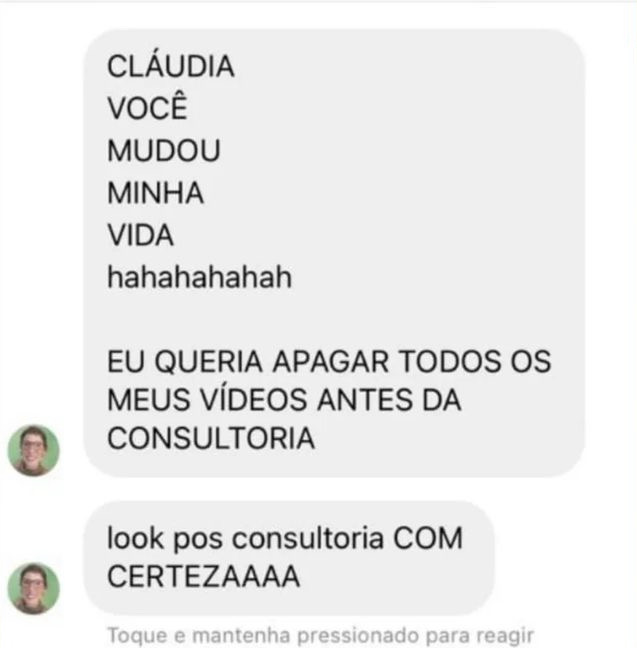 CLÁUDIA
VOCÊ
MUDOU
MINHA
VIDA
hahahahahah
EU QUERIA APAGAR TODOS OS
MEUS VÍDEOS ANTES DA
CONSULTORIA
look pos consultoria COM
CERTEZAAAA
Toque e mantenha pressionado para reagir